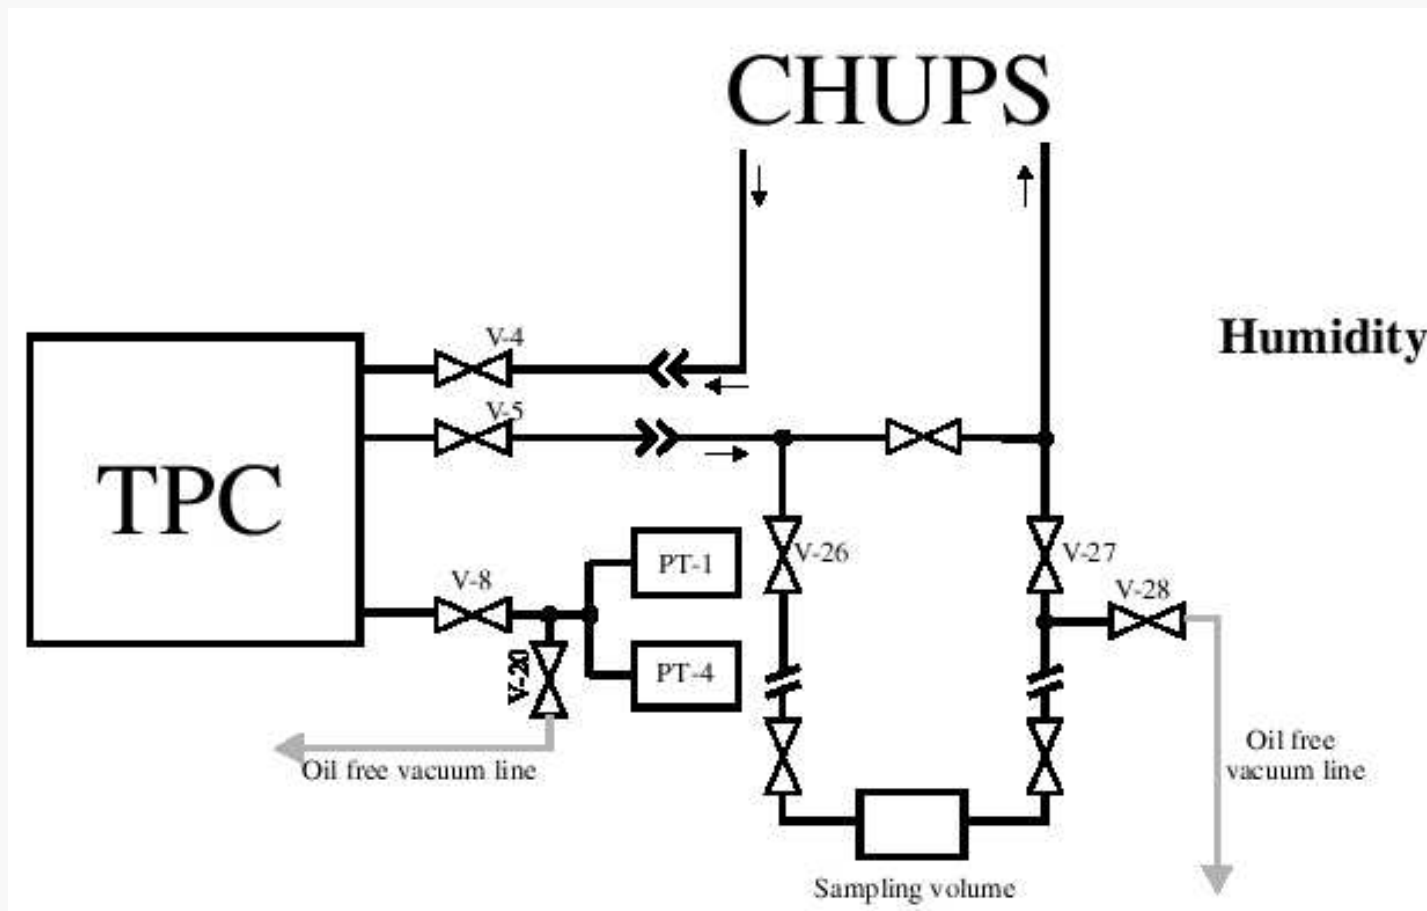 CHUPS
V-4
Humidity
V-5
TPC
PT-1
V-26
V-27
V-8
V-28
V-20
PT-4
Oil free vacuum line
Oil free
vacuum line
Sampling volume